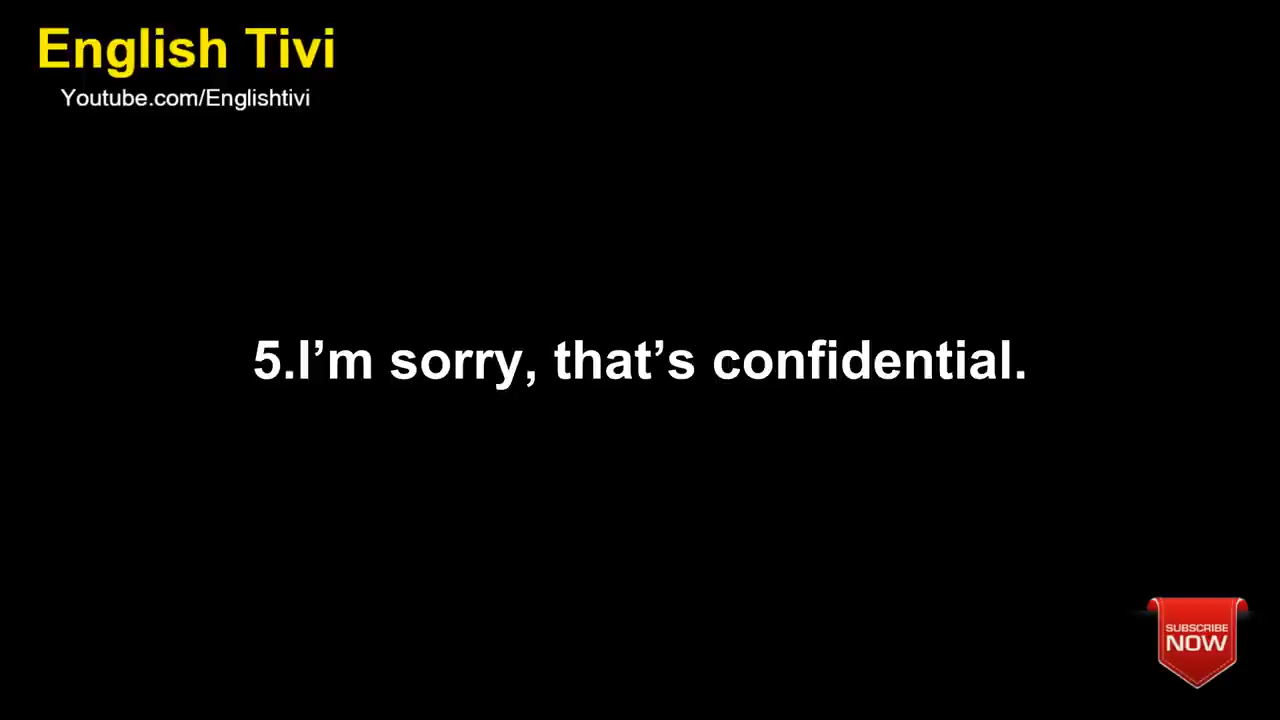 English Tivi
Youtube.com/Englishtivi
5.I’m sorry, that’s confidential.
SUBSCRIBE
NOW